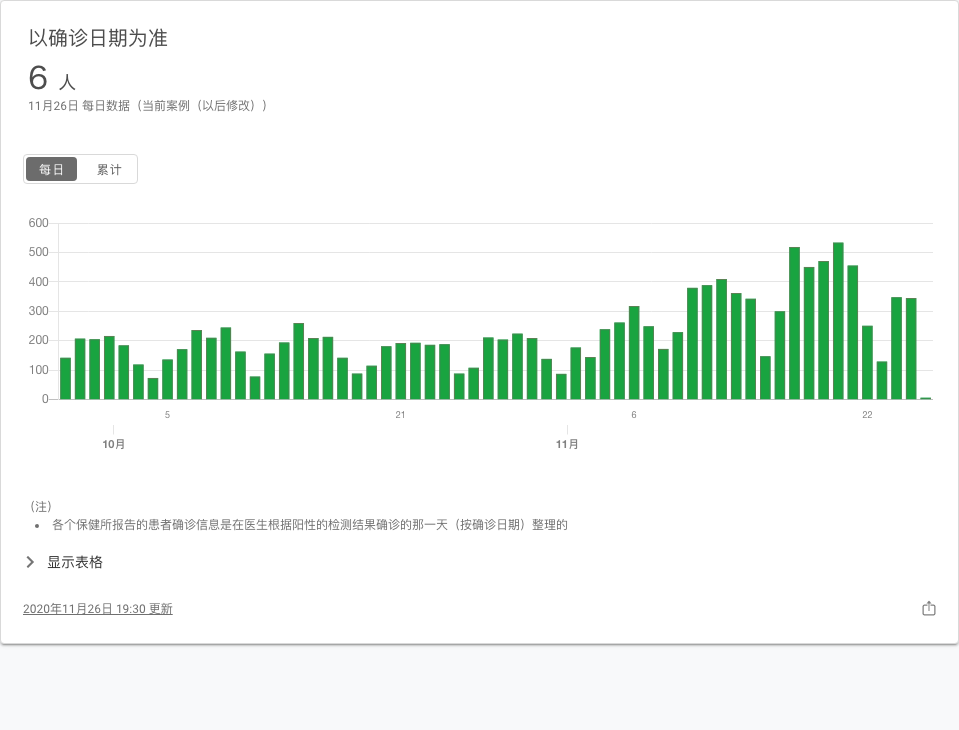 以确诊日期为准
6 人
11月26日 每日数据（当前案例（以后修改））
每日 累计
600
500
400
300
200
100
0
5 21 6 22
10月 11月
（注）
• 各个保健所报告的患者确诊信息是在医生根据阳性的检测结果确诊的那一天（按确诊日期）整理的
显示表格
2020年11月26日 19:30 更新